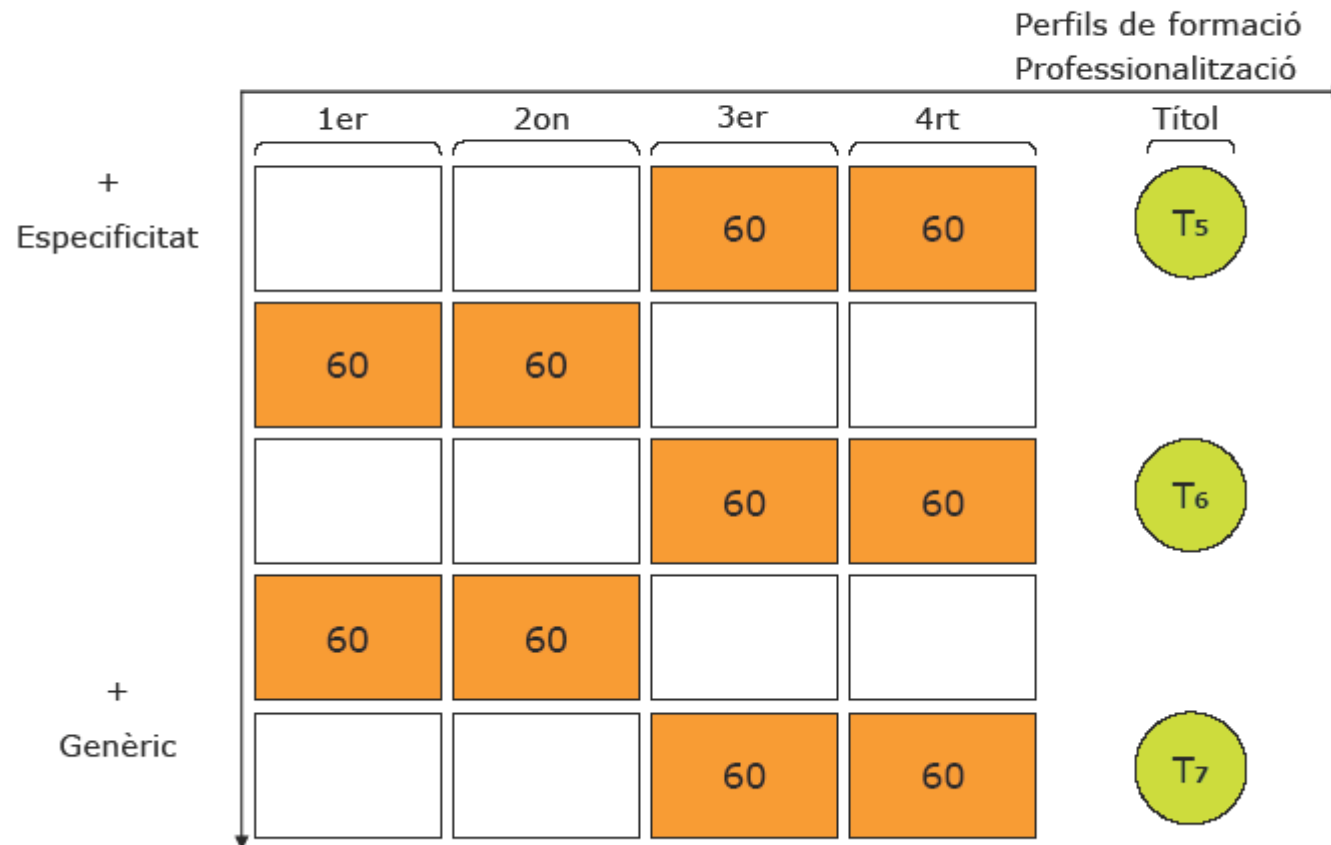 Perfils de formació
Professionalització
1er 2on 3er 4rt Títol
+
Especificitat
60 60 T5
60 60
60 60 T6
60 60
+
Genèric
60 60 T7